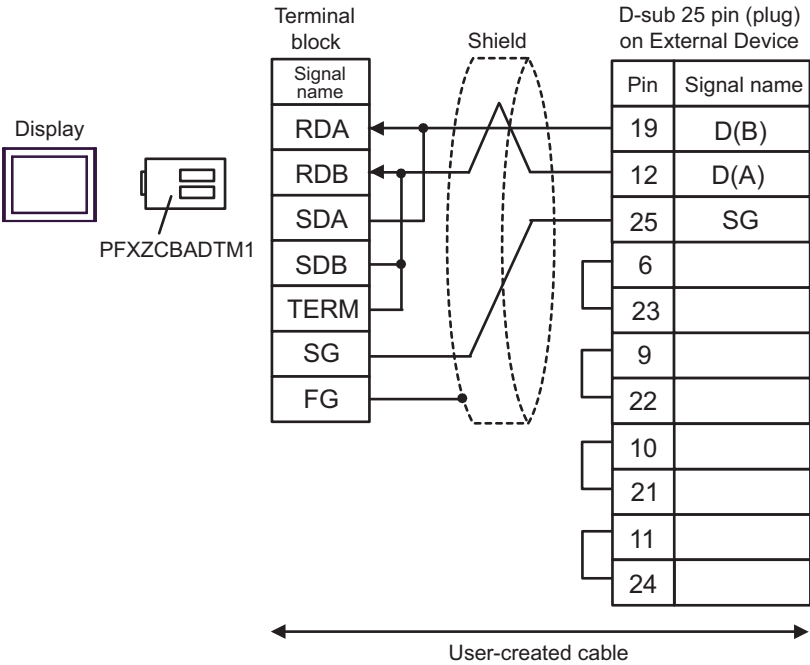 Terminal
block
Shield
D-sub 25 pin (plug)
on External Device
Display
PFXZCBADTM1
Signal
name
RDA
RDB
SDA
SDB
TERM
SG
FG
Pin Signal name
19 D(B)
12 D(A)
25 SG
6
23
9
22
10
21
11
24
User-created cable